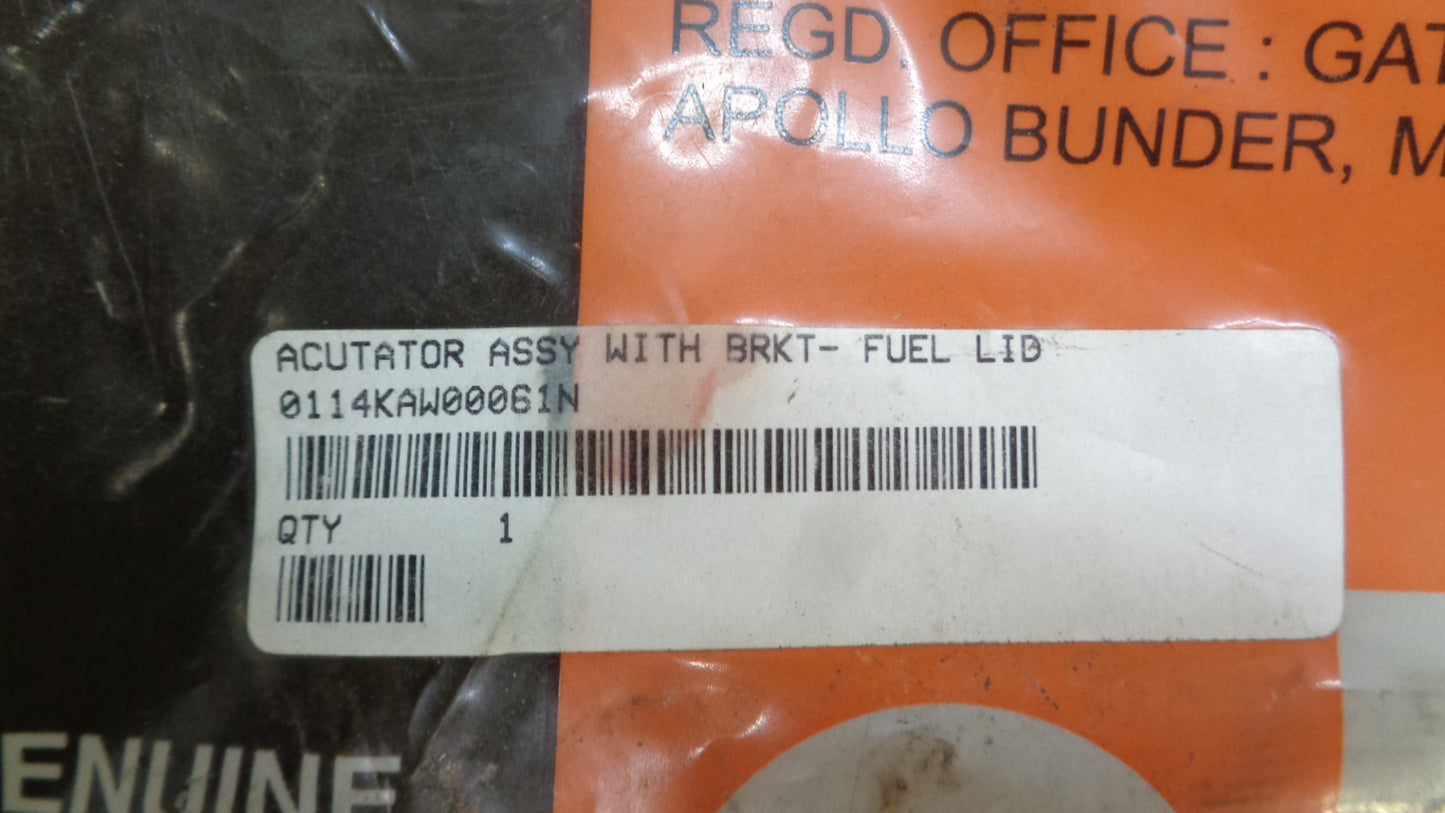 REGD. OFFICE : GAT
APOLLO BUNDER, M
ACUTATOR ASSY WITH BRKT- FUEL LID
0114KAW00061N
QTY 1
ENUINE